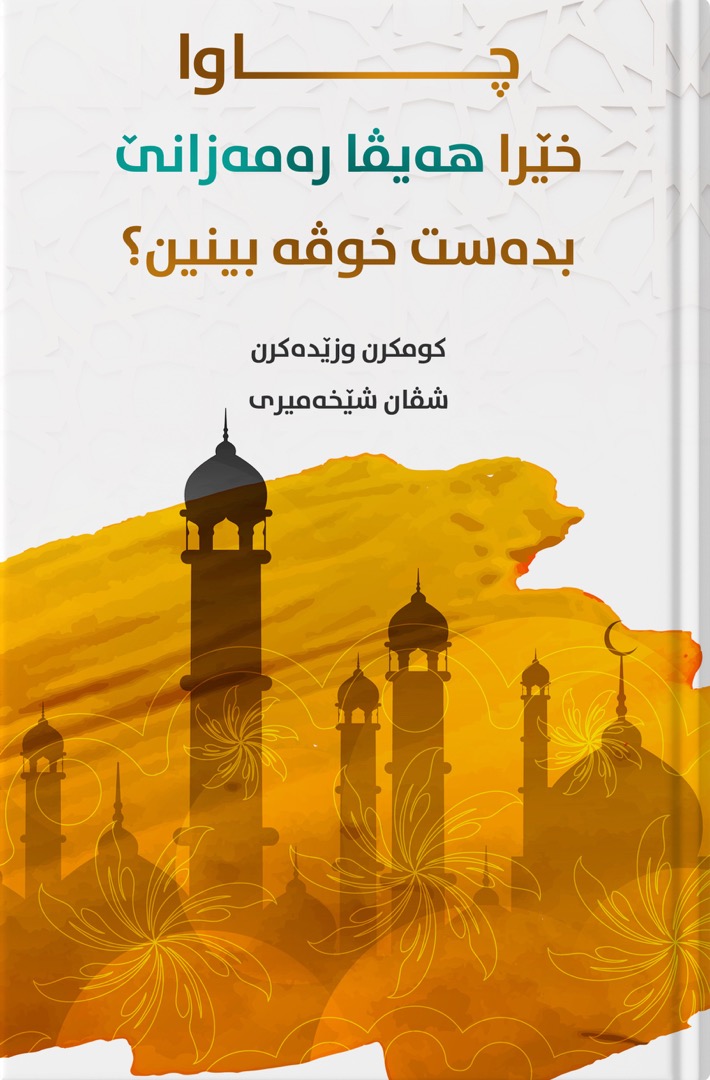 چاوا
خێرا هەیڤا رەمەزانێ
بدەست خوڤە بینین؟
کومکرن وزێدەکرن
شڤان شێخەمیری